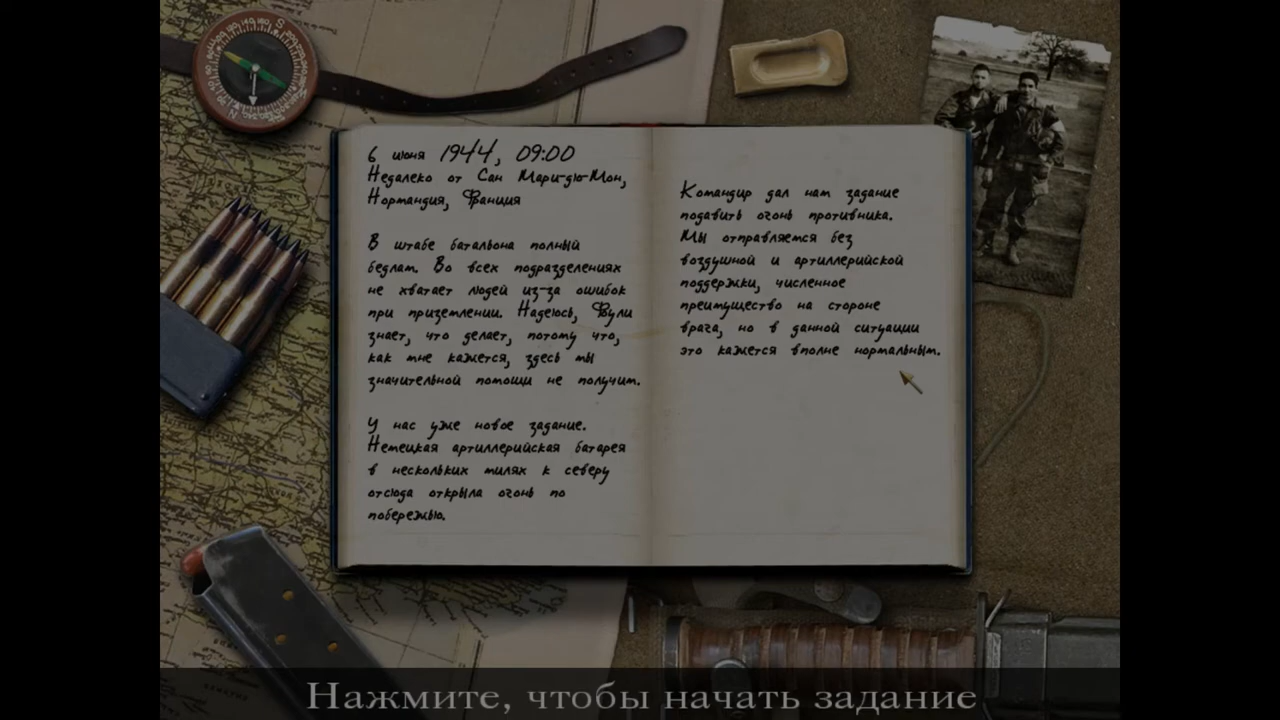 6 июня 1944, 09:00
Недалеко от Сан Мари-дю-Мон,
Нормандия, Франция
В штабе батальона полный
бедлам. Во всех подразделениях
не хватает людей из-за ошибок
при приземлении. Надеюсь, Фули
знает, что делает, потому что,
как мне кажется, здесь мы
значительной помощи не получим.
У нас уже новое задание.
Немецкая артиллерийская батарея
в нескольких милях к северу
отсюда открыла огонь по
побережью.
Командир дал нам задание
подавить огонь противника.
Мы отправляемся без
воздушной и артиллерийской
поддержки, численное
преимущество на стороне
врага, но в данной ситуации
это кажется вполне нормальным.
Нажмите, чтобы начать задание